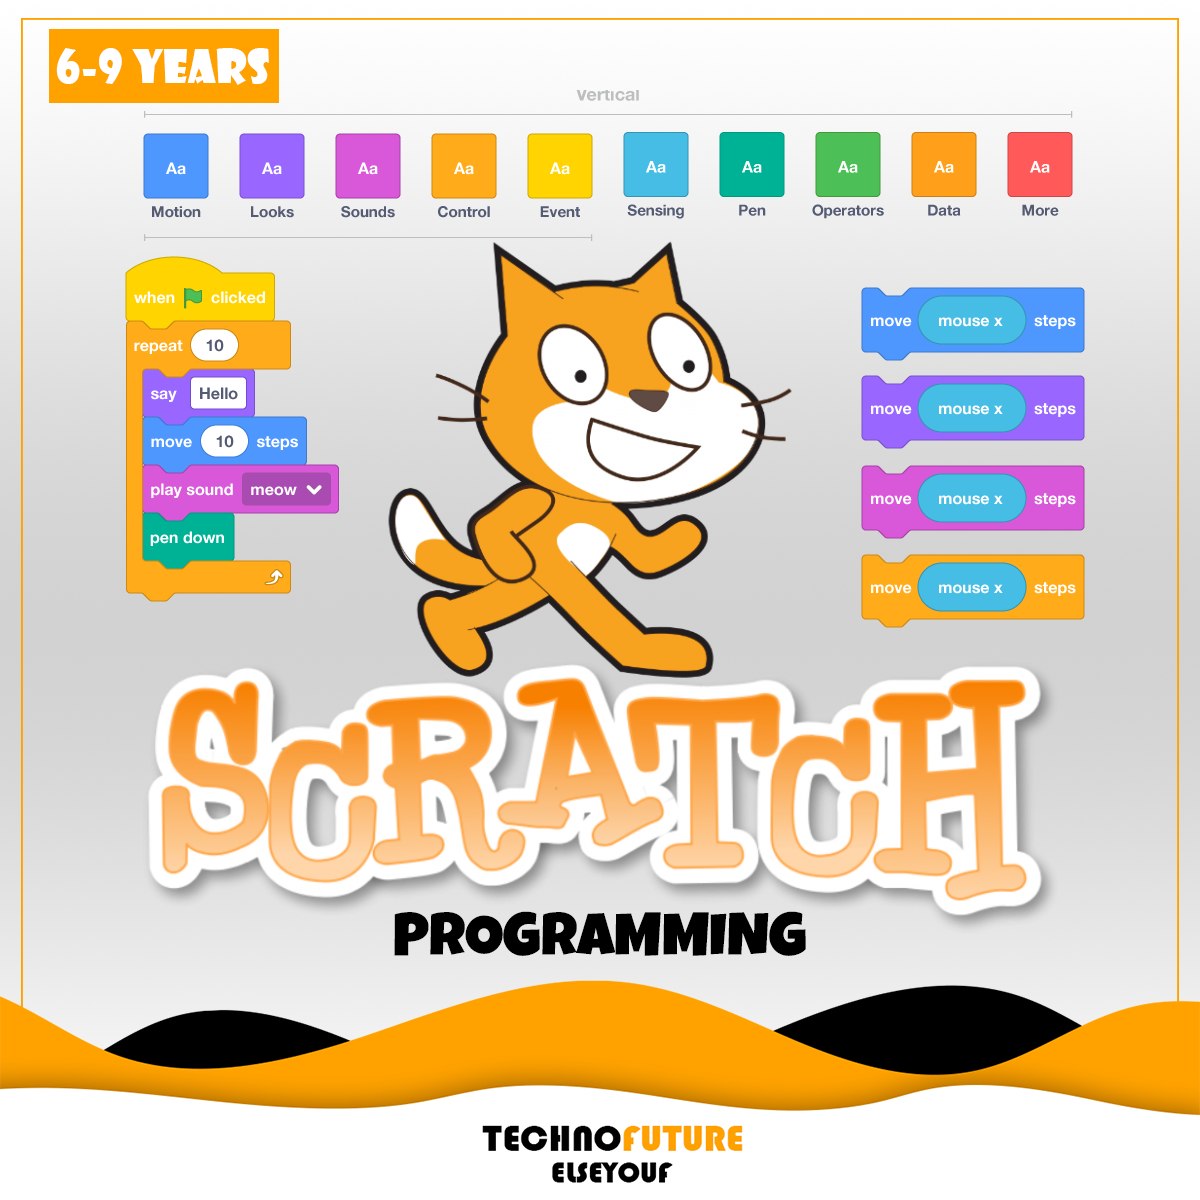 6-9 YEARS
Vertical
Aa Aa Aa Aa Aa Aa Aa Aa Aa Aa
Motion Looks Sounds Control Event Sensing Pen Operators Data More
when clicked
repeat 10
say Hello
move 10 steps
play sound meow
pen down
move mouse x steps
move mouse x steps
move mouse x steps
move mouse x steps
SCRATCH
PROGRAMMING
TECHNOFUTURE
ELSEYOUF